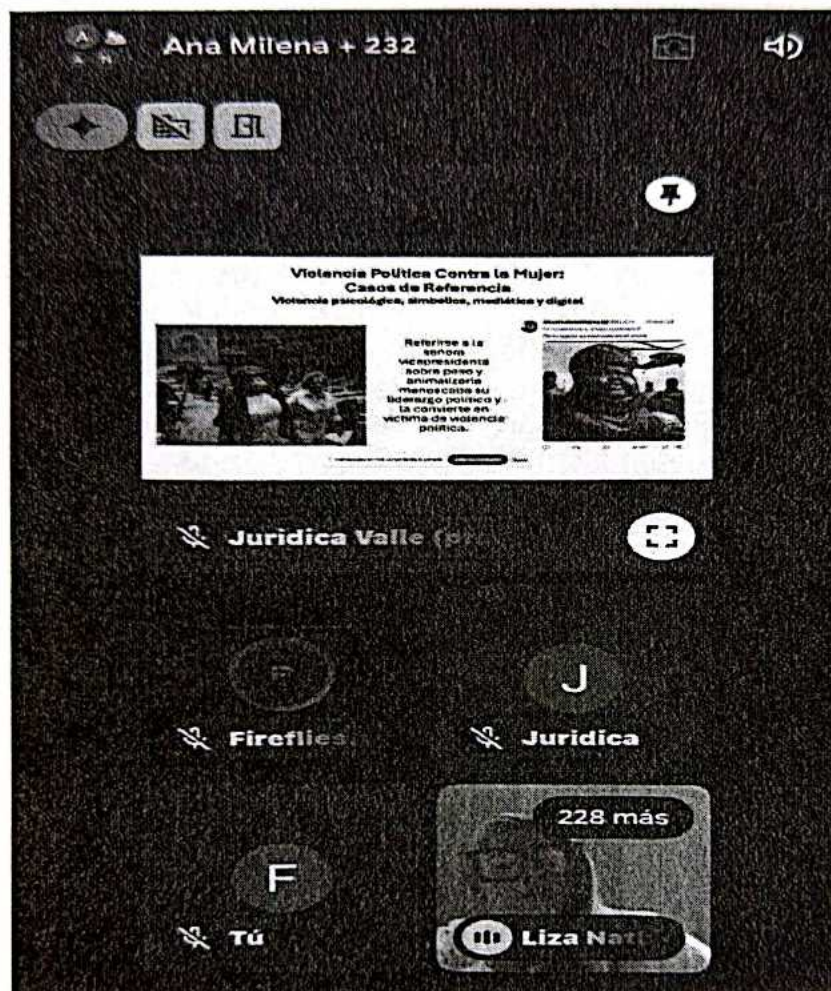 Ana Milena + 232
Violencia Política Contra la Mujer:
Casos de Referencia
Violencia psicológica, simbólica, mediática y digital
Referirse a la
señora
vicepresidenta
sobre peso y
animalizarla
menoscaba su
liderazgo político y
la convierte en
víctima de violencia
política.
Juridica Valle (pr
Fireflies.
J
Juridica
228 más
F
Tú
Liza Nat